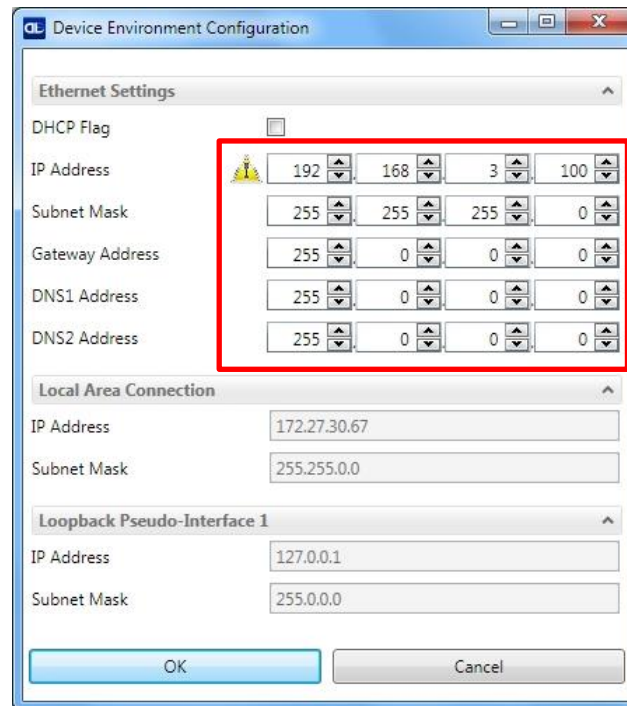 Device Environment Configuration
Ethernet Settings
DHCP Flag
IP Address 192. 168. 3. 100
Subnet Mask 255. 255. 255. 0
Gateway Address 255. 0. 0. 0
DNS1 Address 255. 0. 0. 0
DNS2 Address 255. 0. 0. 0
Local Area Connection
IP Address 172.27.30.67
Subnet Mask 255.255.0.0
Loopback Pseudo-Interface 1
IP Address 127.0.0.1
Subnet Mask 255.0.0.0
OK Cancel